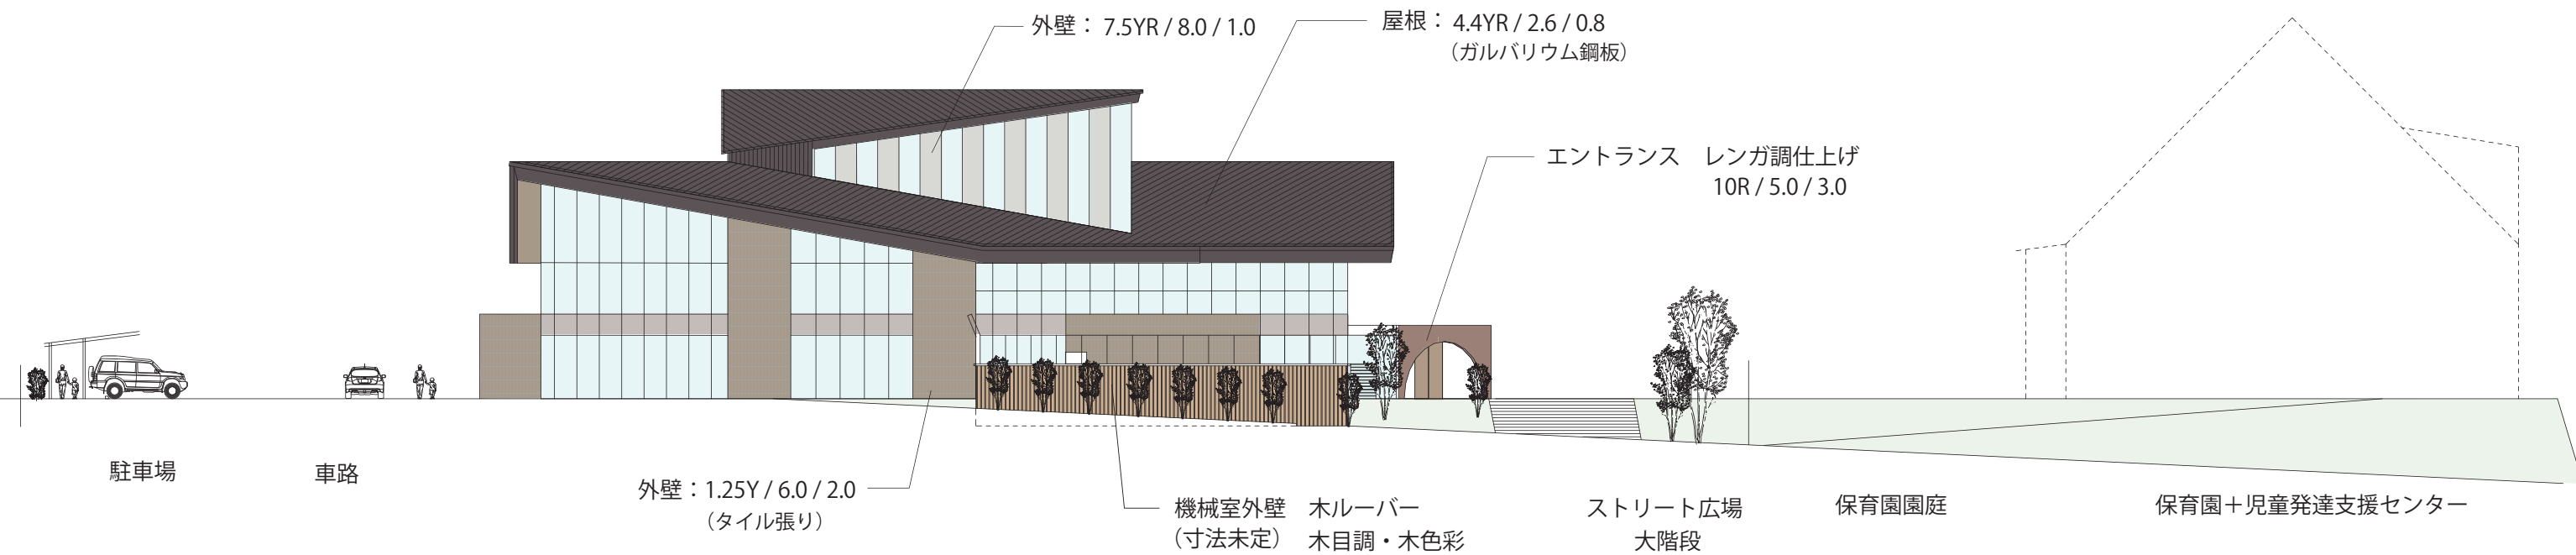 外壁： 7.5YR / 8.0 / 1.0
屋根： 4.4YR / 2.6 / 0.8
（ガルバリウム鋼板）
エントランス　レンガ調仕上げ
10R / 5.0 / 3.0
駐車場
車路
外壁：1.25Y / 6.0 / 2.0
（タイル張り）
機械室外壁　木ルーバー
（寸法未定）　木目調・木色彩
ストリート広場
大階段
保育園園庭
保育園＋児童発達支援センター